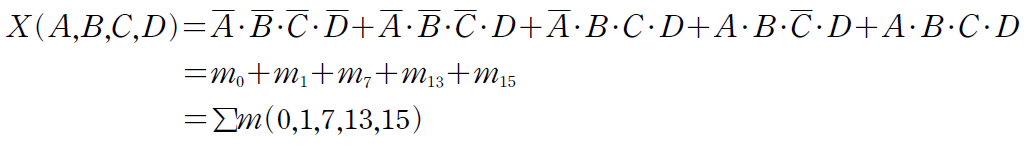 X(A,B,C,D)=A̅·B̅·C̅·D̅+A̅·B̅·C̅·D+A̅·B·C·D+A·B·C̅·D+A·B·C·D
=m₀+m₁+m₇+m₁₃+m₁₅
=∑m(0,1,7,13,15)